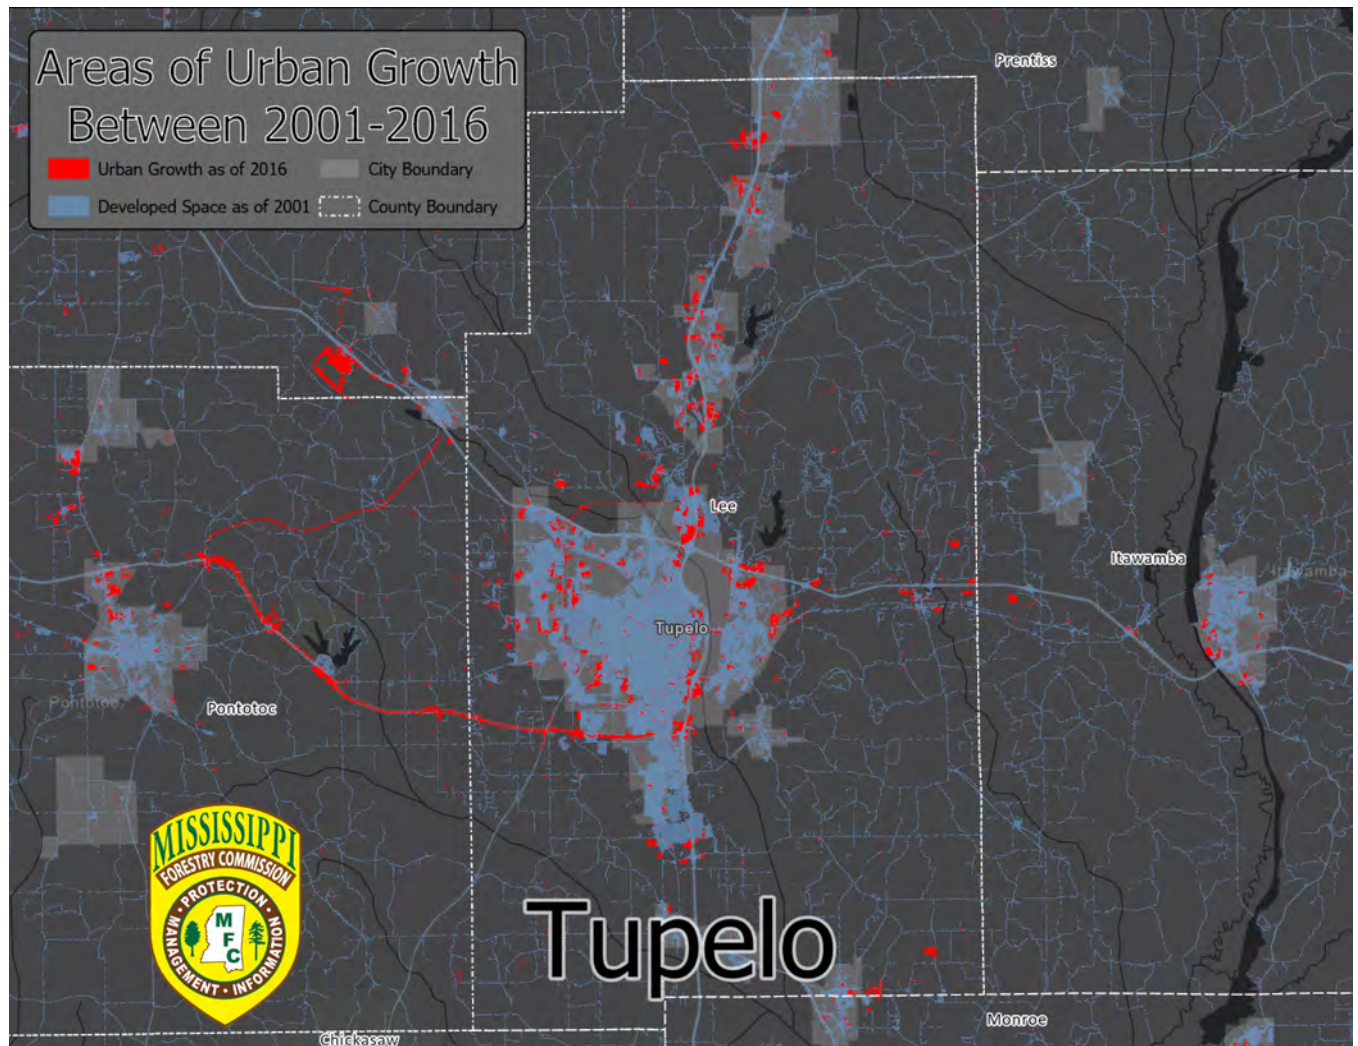 Areas of Urban Growth
Between 2001-2016
Urban Growth as of 2016
City Boundary
Developed Space as of 2001
County Boundary
Prentiss
Lee
Itawamba
Itawamba
Tupelo
Pontotoc
Pontotoc
MISSISSIPPI
FORESTRY COMMISSION
PROTECTION • INFORMATION • MANAGEMENT •
M
F
C
Tupelo
Monroe
Chickasaw